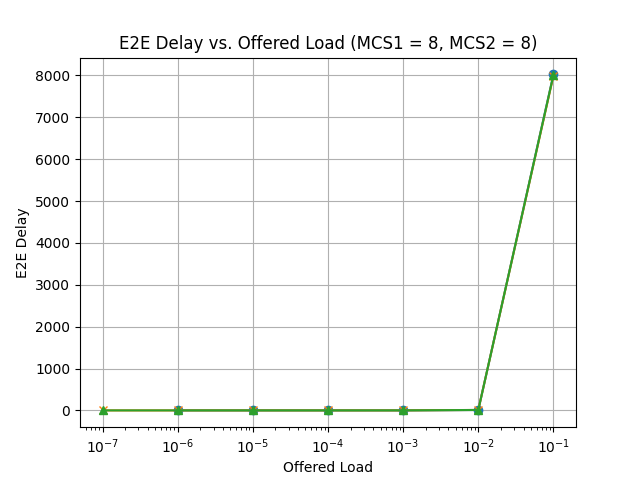 E2E Delay vs. Offered Load (MCS1 = 8, MCS2 = 8)
8000
7000
6000
5000
4000
3000
2000
1000
0
E2E Delay
10⁻⁷ 10⁻⁶ 10⁻⁵ 10⁻⁴ 10⁻³ 10⁻² 10⁻¹
Offered Load